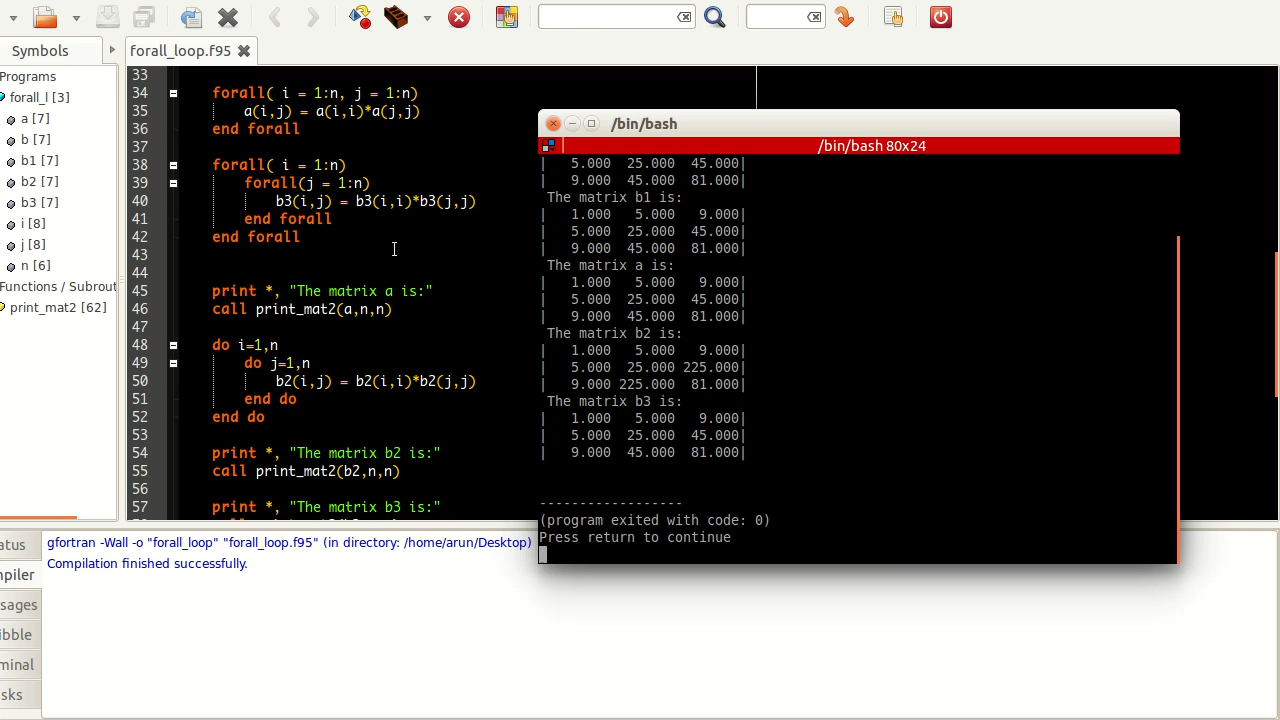 Symbols
forall_loop.f95
Programs
forall_l [3]
a [7]
b [7]
b1 [7]
b2 [7]
b3 [7]
i [8]
j [8]
n [6]
Functions / Subrout
print_mat2 [62]
33
34 forall( i = 1:n, j = 1:n)
35 a(i,j) = a(i,i)*a(j,j)
36 end forall
37
38 forall( i = 1:n)
39 forall(j = 1:n)
40 b3(i,j) = b3(i,i)*b3(j,j)
41 end forall
42 end forall
43
44
45 print *, "The matrix a is:"
46 call print_mat2(a,n,n)
47
48 do i=1,n
49 do j=1,n
50 b2(i,j) = b2(i,i)*b2(j,j)
51 end do
52 end do
53
54 print *, "The matrix b2 is:"
55 call print_mat2(b2,n,n)
56
57 print *, "The matrix b3 is:"
/bin/bash
/bin/bash 80x24
| 5.000 25.000 45.000|
| 9.000 45.000 81.000|
The matrix b1 is:
| 1.000 5.000 9.000|
| 5.000 25.000 45.000|
| 9.000 45.000 81.000|
The matrix a is:
| 1.000 5.000 9.000|
| 5.000 25.000 45.000|
| 9.000 45.000 81.000|
The matrix b2 is:
| 1.000 5.000 9.000|
| 5.000 25.000 225.000|
| 9.000 225.000 81.000|
The matrix b3 is:
| 1.000 5.000 9.000|
| 5.000 25.000 45.000|
| 9.000 45.000 81.000|
------------------
(program exited with code: 0)
Press return to continue
atus
mpiler
sages
ibble
minal
sks
gfortran -Wall -o "forall_loop" "forall_loop.f95" (in directory: /home/arun/Desktop)
Compilation finished successfully.